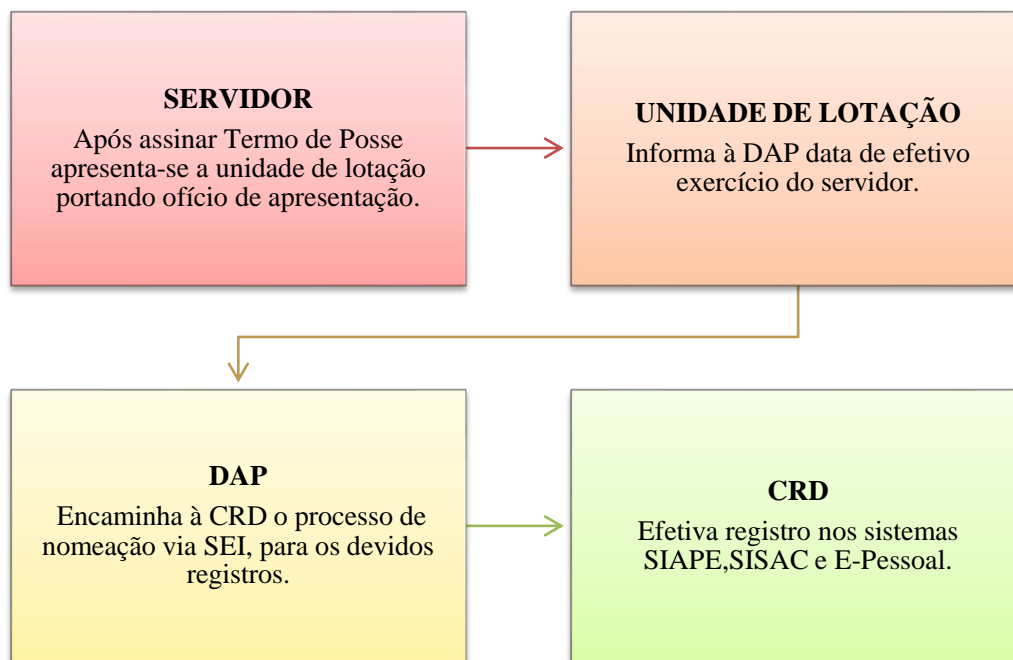 SERVIDOR
Após assinar Termo de Posse
apresenta-se a unidade de lotação
portando ofício de apresentação.
UNIDADE DE LOTAÇÃO
Informa à DAP data de efetivo
exercício do servidor.
DAP
Encaminha à CRD o processo de
nomeação via SEI, para os devidos
registros.
CRD
Efetiva registro nos sistemas
SIAPE,SISAC e E-Pessoal.